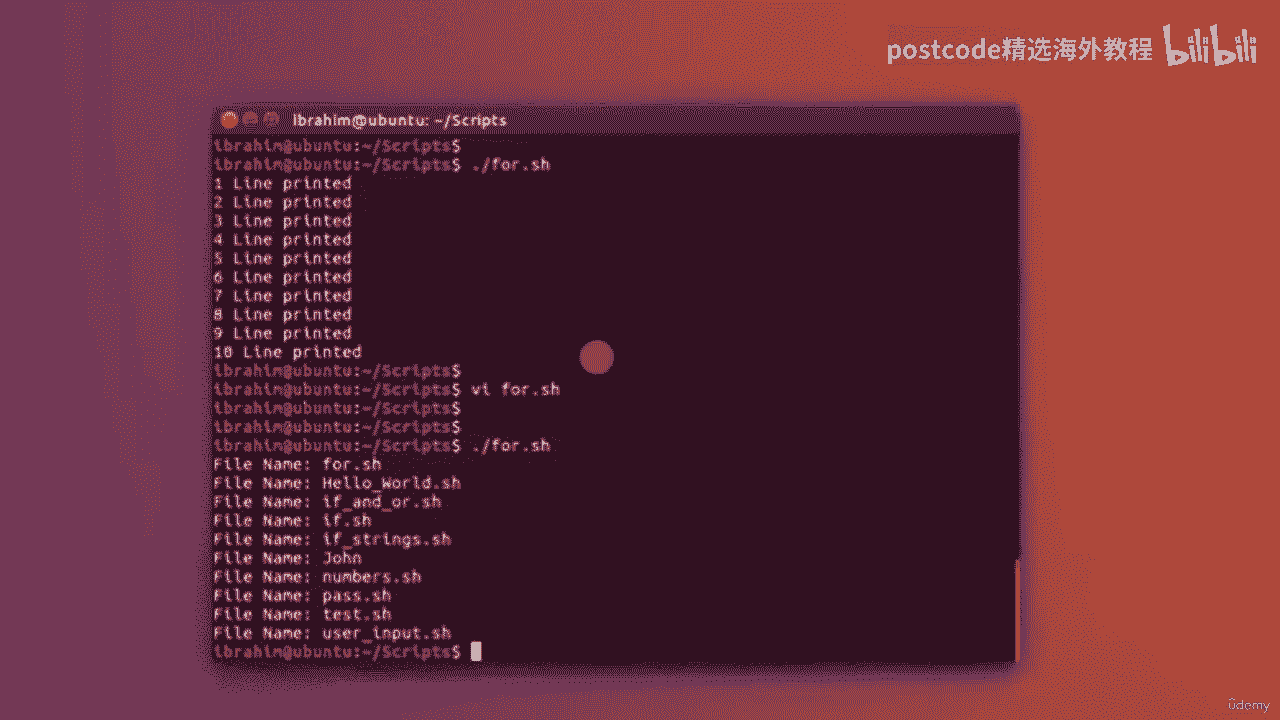 postcode精选海外教程 bilibili
ibrahim@ubuntu: ~/Scripts
ibrahim@ubuntu:~/Scripts$
ibrahim@ubuntu:~/Scripts$ ./for.sh
1 Line printed
2 Line printed
3 Line printed
4 Line printed
5 Line printed
6 Line printed
7 Line printed
8 Line printed
9 Line printed
10 Line printed
ibrahim@ubuntu:~/Scripts$
ibrahim@ubuntu:~/Scripts$ vi for.sh
ibrahim@ubuntu:~/Scripts$
ibrahim@ubuntu:~/Scripts$
ibrahim@ubuntu:~/Scripts$ ./for.sh
File Name: for.sh
File Name: Hello_World.sh
File Name: if_and_or.sh
File Name: if.sh
File Name: if_strings.sh
File Name: John
File Name: numbers.sh
File Name: pass.sh
File Name: test.sh
File Name: user_input.sh
ibrahim@ubuntu:~/Scripts$
ûdemy